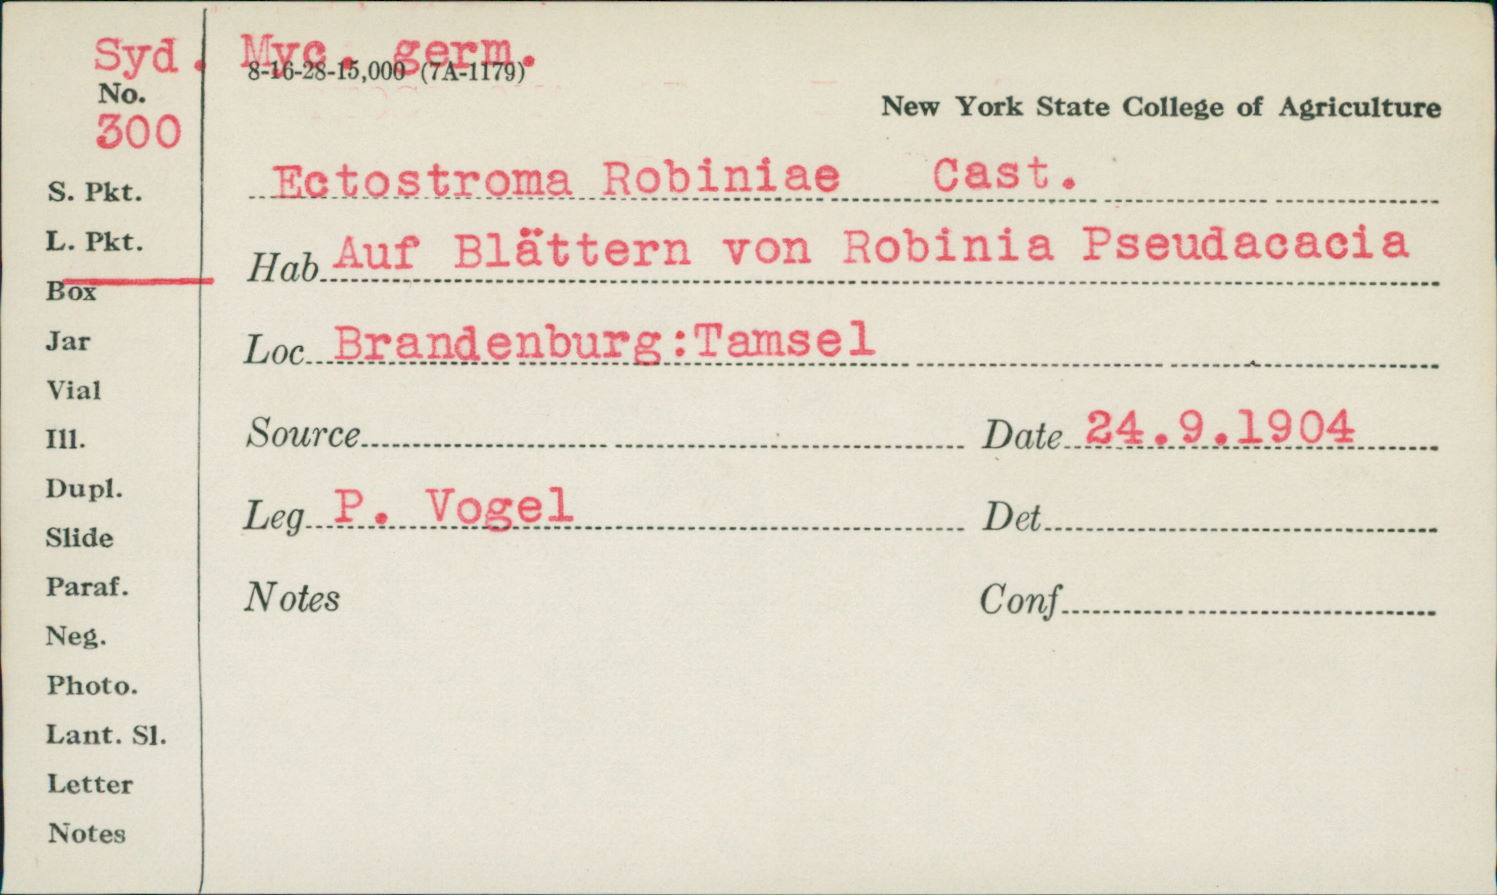 Syd. Myc. germ.
8-16-28-15,000 (7A-1179)
No.
300
New York State College of Agriculture
Ectostroma Robiniae Cast.
Hab Auf Blättern von Robinia Pseudacacia
Loc Brandenburg:Tamsel
Source Date 24.9.1904
Leg P. Vogel Det
Notes Conf
S. Pkt.
L. Pkt.
Box
Jar
Vial
Ill.
Dupl.
Slide
Paraf.
Neg.
Photo.
Lant. Sl.
Letter
Notes